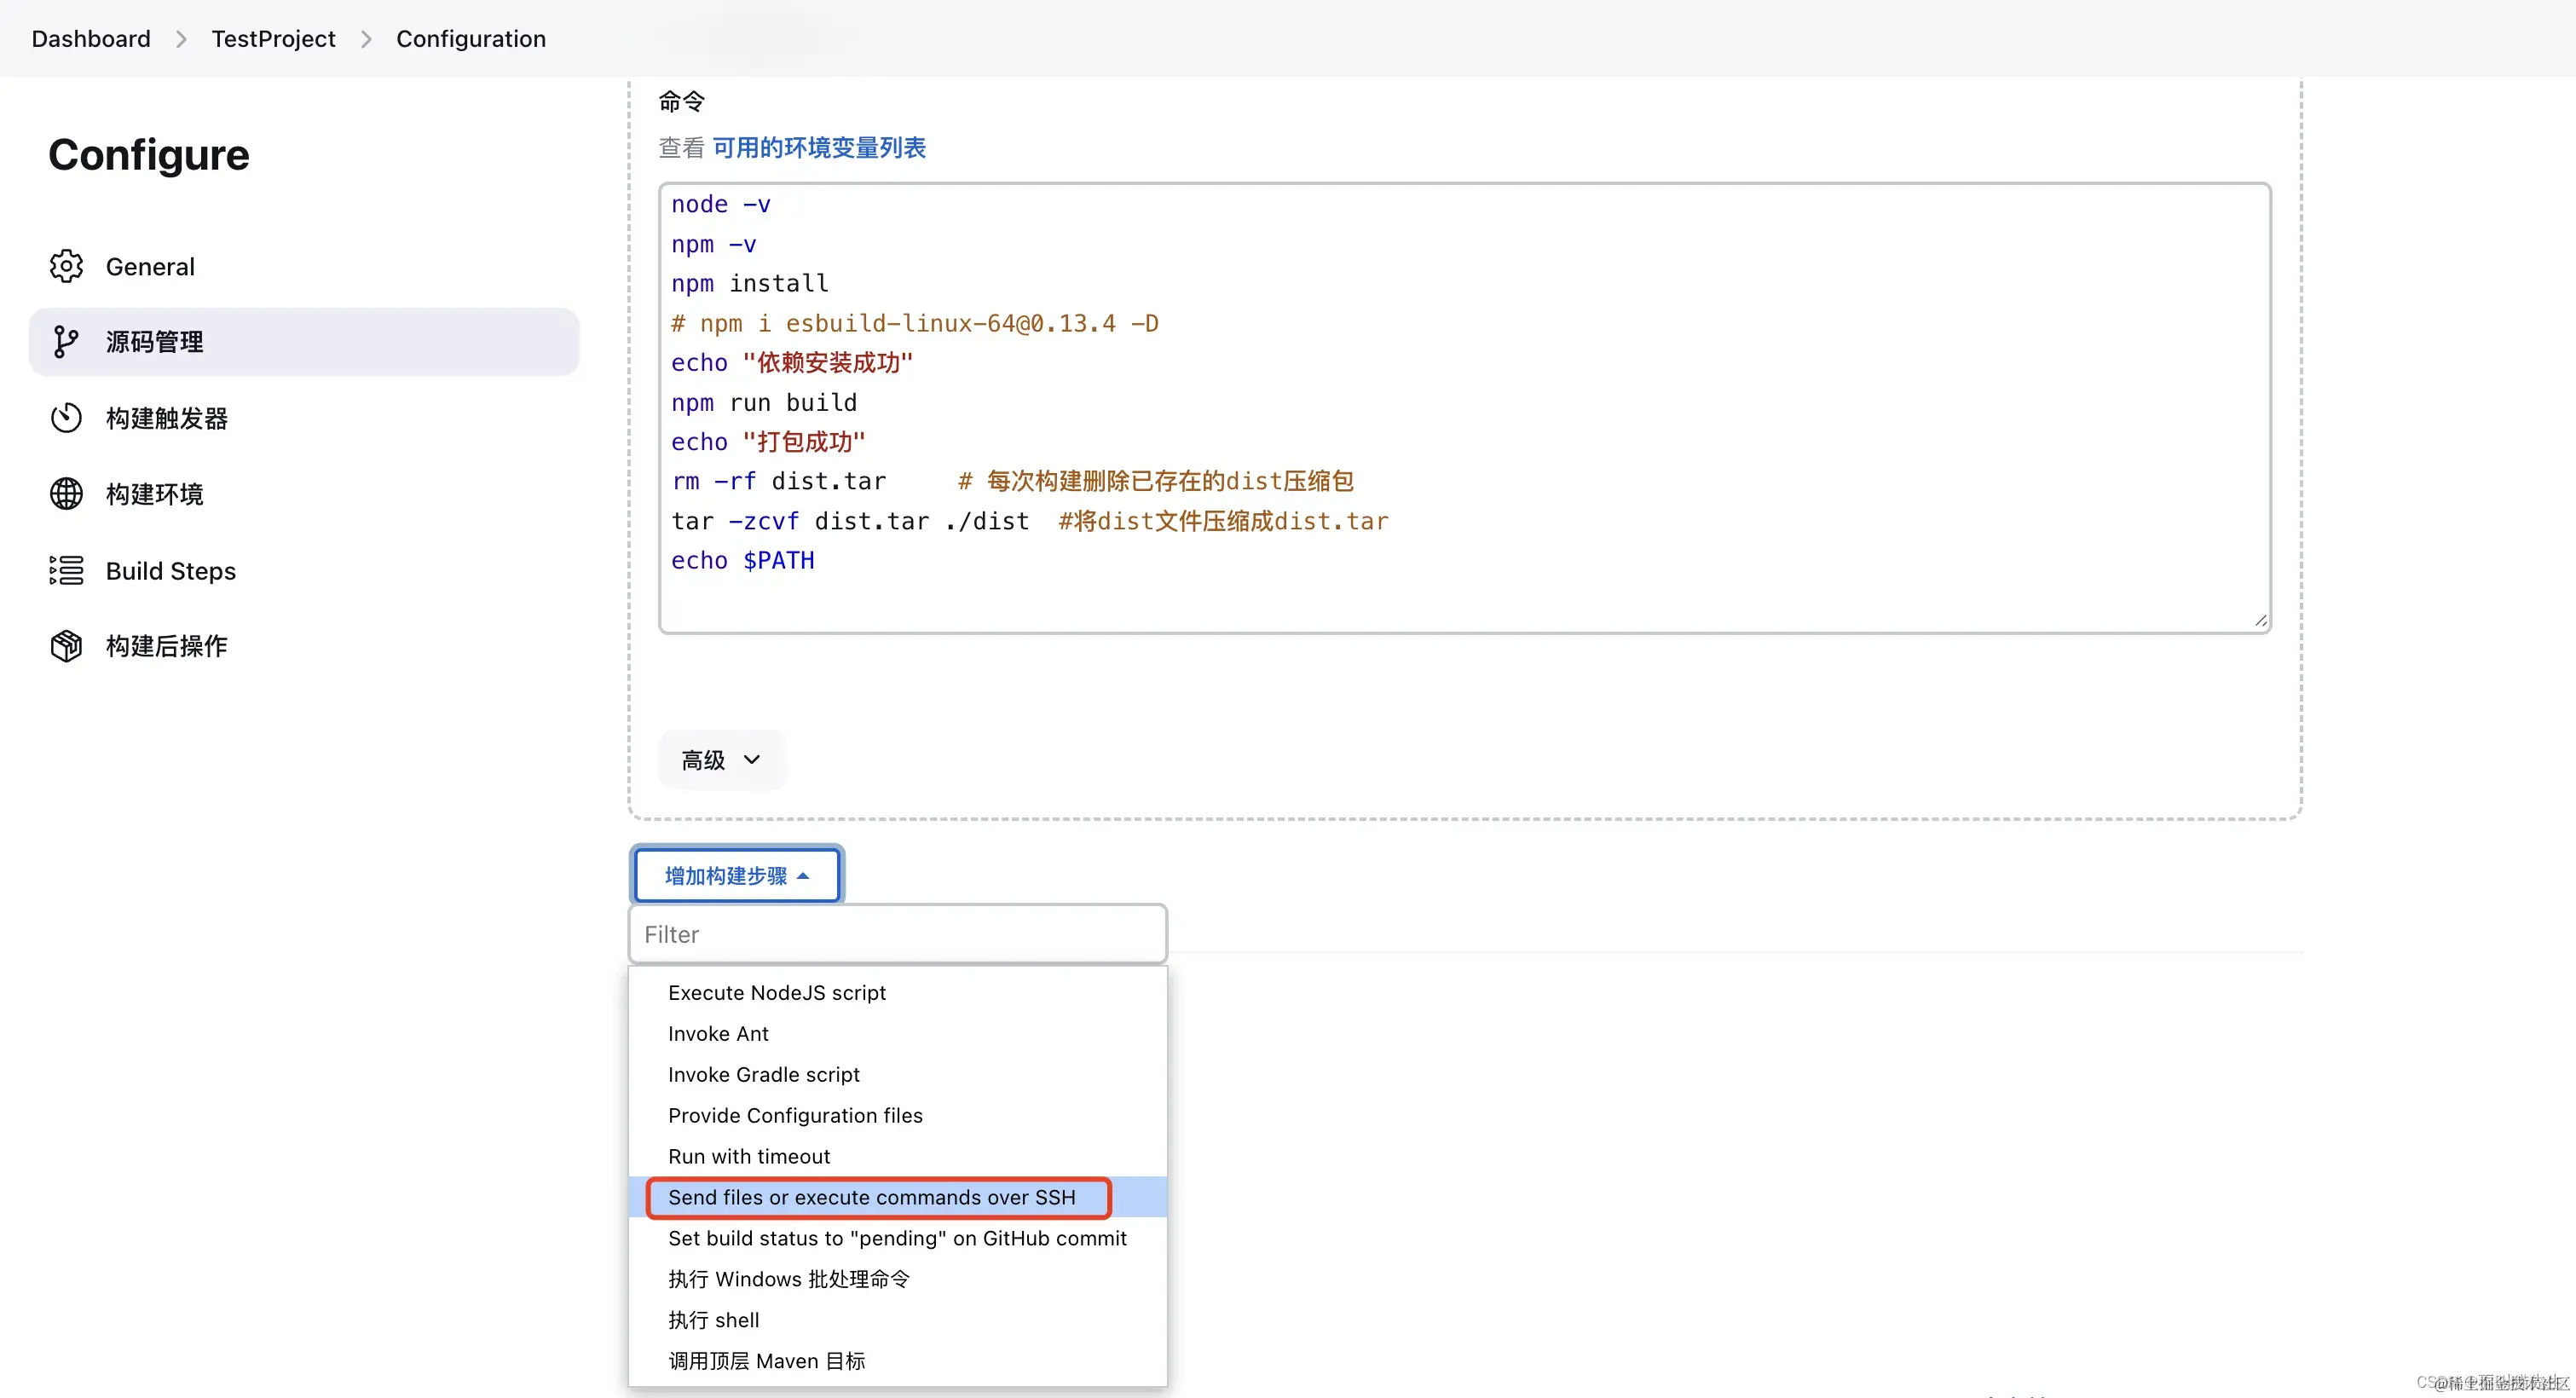 Dashboard > TestProject > Configuration
Configure
General
源码管理
构建触发器
构建环境
Build Steps
构建后操作
命令
查看 可用的环境变量列表
node -v
npm -v
npm install
# npm i esbuild-linux-64@0.13.4 -D
echo "依赖安装成功"
npm run build
echo "打包成功"
rm -rf dist.tar     # 每次构建删除已存在的dist压缩包
tar -zcvf dist.tar ./dist  #将dist文件压缩成dist.tar
echo $PATH
高级
增加构建步骤
Filter
Execute NodeJS script
Invoke Ant
Invoke Gradle script
Provide Configuration files
Run with timeout
Send files or execute commands over SSH
Set build status to "pending" on GitHub commit
执行 Windows 批处理命令
执行 shell
调用顶层 Maven 目标
@稀土掘金技术社区